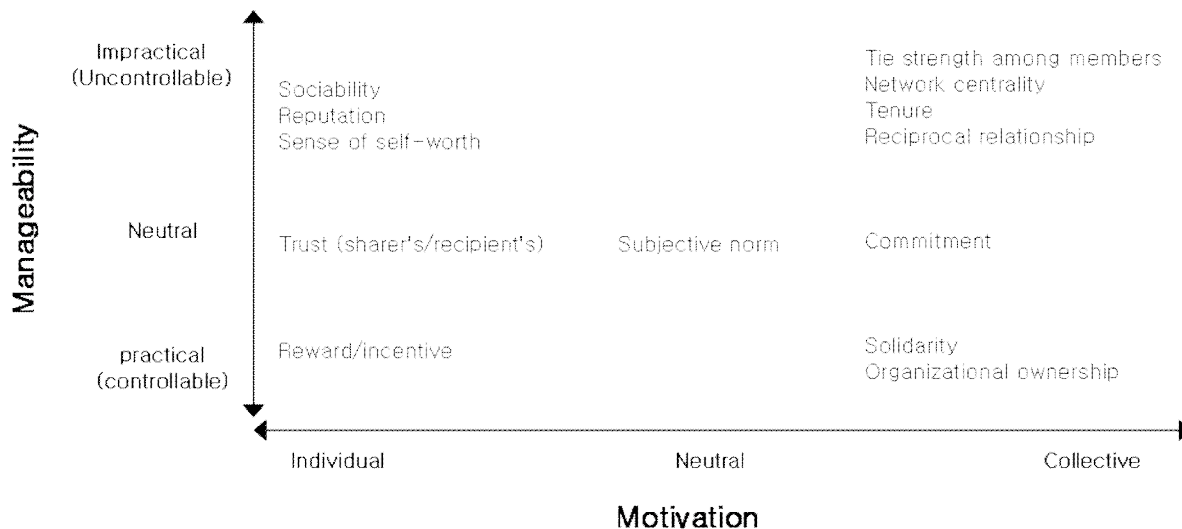 Impractical
(Uncontrollable)
Sociability
Reputation
Sense of self-worth
Tie strength among members
Network centrality
Tenure
Reciprocal relationship
Manageability
Neutral
Trust (sharer's/recipient's)
Subjective norm
Commitment
practical
(controllable)
Reward/incentive
Solidarity
Organizational ownership
Individual
Neutral
Collective
Motivation